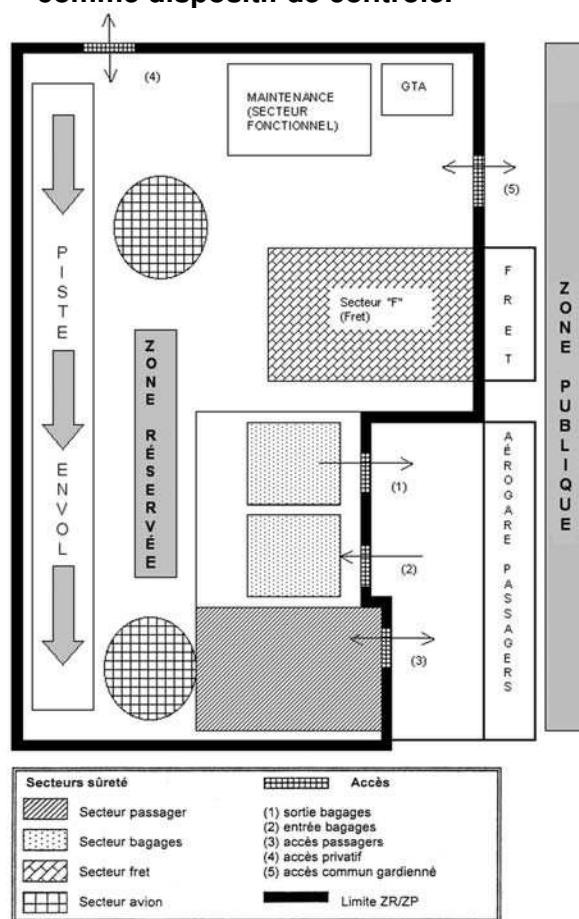 comme dispositif de contrôle.
(4)
MAINTENANCE
(SECTEUR
FONCTIONNEL)
GTA
(5)
PISTE
ENVOL
Secteur "F"
(Fret)
FRET
ZONE PUBLIQUE
ZONE RÉSERVÉE
(1)
(2)
(3)
AÉROGARE PASSAGERS
Secteurs sûreté
Secteur passager
Secteur bagages
Secteur fret
Secteur avion
Accès
(1) sortie bagages
(2) entrée bagages
(3) accès passagers
(4) accès privatif
(5) accès commun gardienné
Limite ZR/ZP